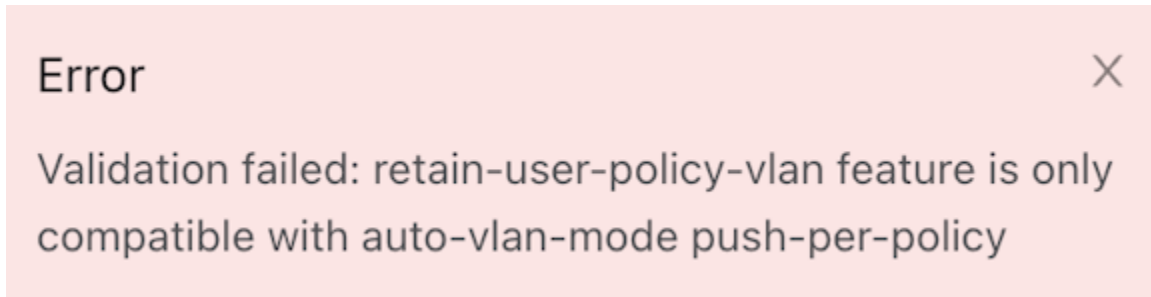 Error
X
Validation failed: retain-user-policy-vlan feature is only
compatible with auto-vlan-mode push-per-policy